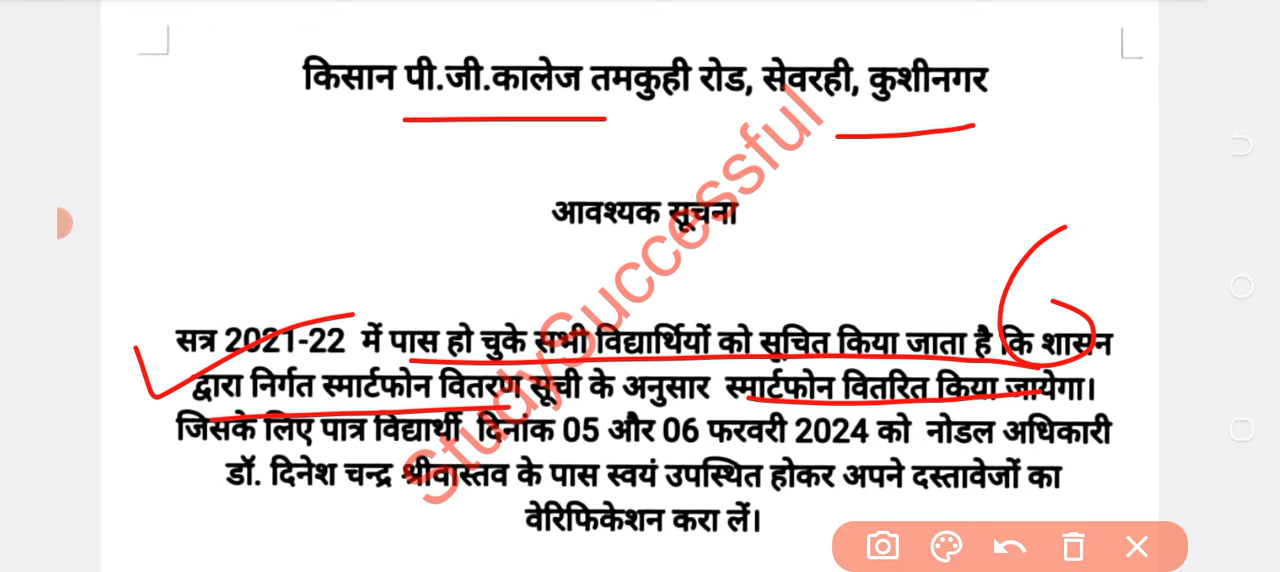 किसान पी.जी.कालेज तमकुही रोड, सेवरही, कुशीनगर
आवश्यक सूचना
सत्र 2021-22 में पास हो चुके सभी विद्यार्थियों को सूचित किया जाता है कि शासन
द्वारा निर्गत स्मार्टफोन वितरण सूची के अनुसार स्मार्टफोन वितरित किया जायेगा।
जिसके लिए पात्र विद्यार्थी दिनांक 05 और 06 फरवरी 2024 को नोडल अधिकारी
डॉ. दिनेश चन्द्र श्रीवास्तव के पास स्वयं उपस्थित होकर अपने दस्तावेजों का
वेरिफिकेशन करा लें।
StudySuccessful